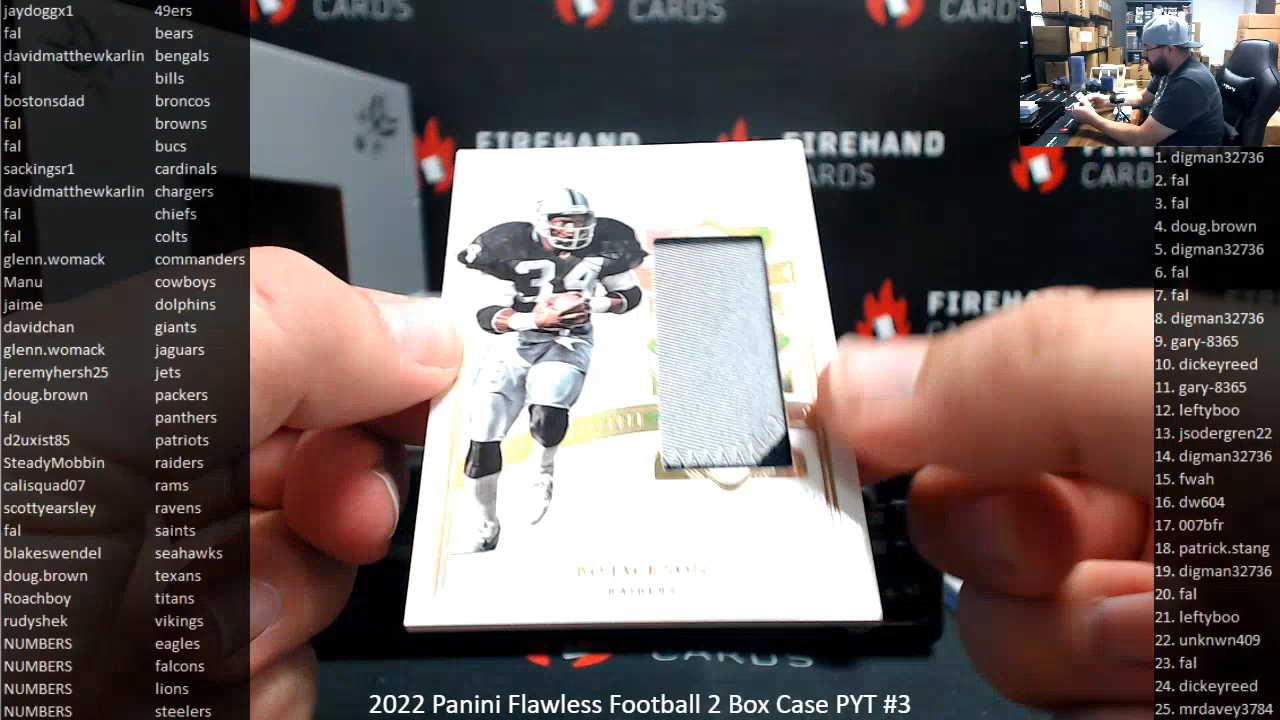 jaydoggx1 49ers
fal bears
davidmatthewkarlin bengals
fal bills
bostonsdad broncos
fal browns
fal bucs
sackingsr1 cardinals
davidmatthewkarlin chargers
fal chiefs
fal colts
glenn.womack commanders
Manu cowboys
jaime dolphins
davidchan giants
glenn.womack jaguars
jeremyhersh25 jets
doug.brown packers
fal panthers
d2uxist85 patriots
SteadyMobbin raiders
calisquad07 rams
scottyearsley ravens
fal saints
blakeswendel seahawks
doug.brown texans
Roachboy titans
rudyshek vikings
NUMBERS eagles
NUMBERS falcons
NUMBERS lions
NUMBERS steelers
CARDS
CARDS
CARD
FIREHAND
FIREHAND
CARDS
CARD
FIREH
CARDS
34
BO JACKSON
RAIDERS
2022 Panini Flawless Football 2 Box Case PYT #3
1. digman32736
2. fal
3. fal
4. doug.brown
5. digman32736
6. fal
7. fal
8. digman32736
9. gary-8365
10. dickeyreed
11. gary-8365
12. leftyboo
13. jsodergren22
14. digman32736
15. fwah
16. dw604
17. 007bfr
18. patrick.stang
19. digman32736
20. fal
21. leftyboo
22. unknwn409
23. fal
24. dickeyreed
25. mrdavey3784